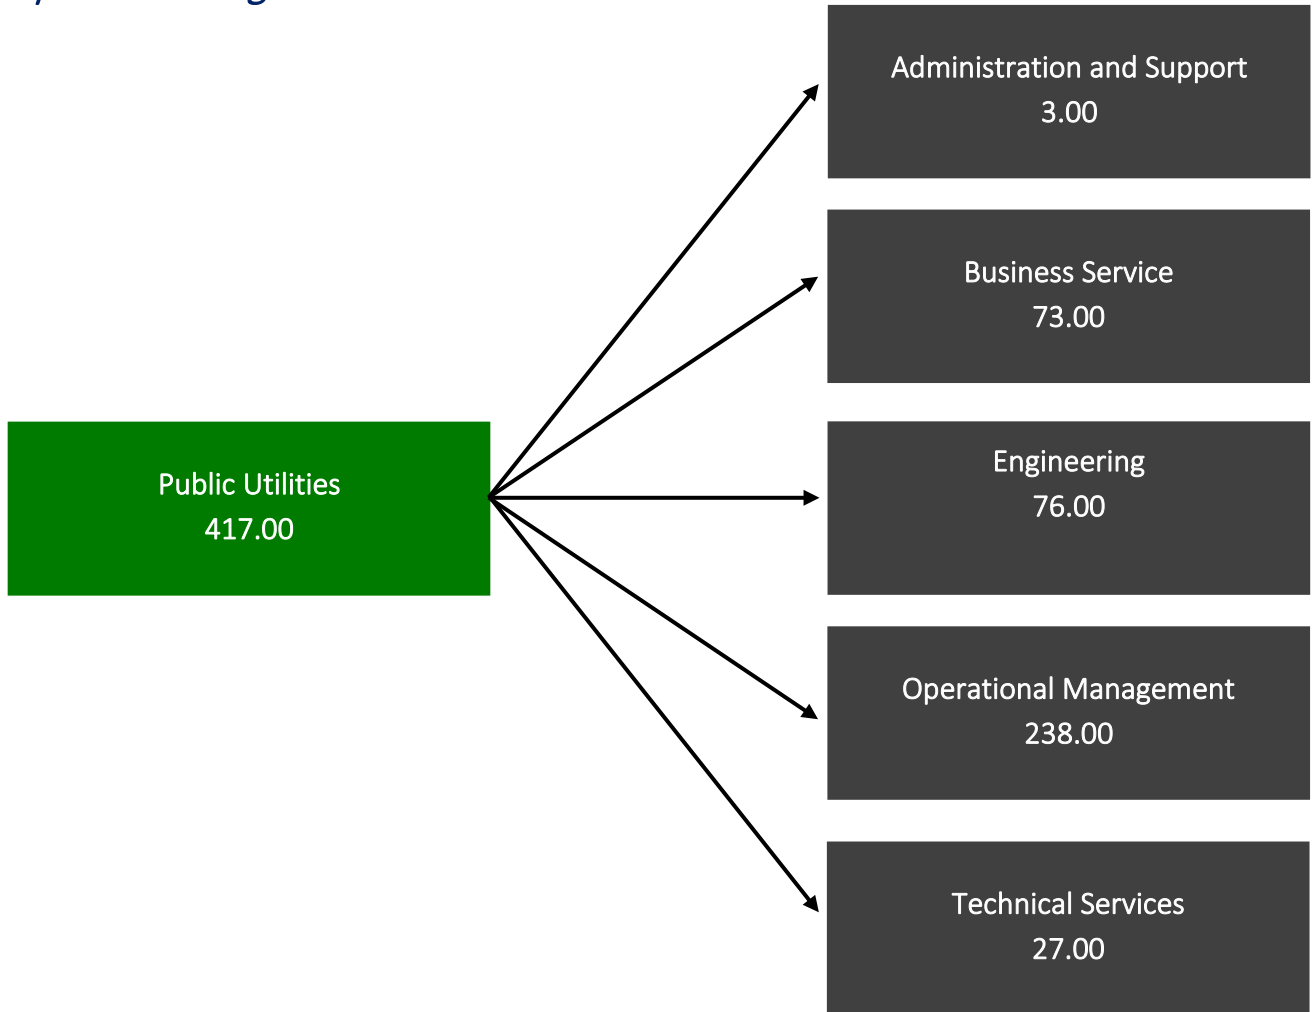 Administration and Support
3.00
Business Service
73.00
Engineering
76.00
Public Utilities
417.00
Operational Management
238.00
Technical Services
27.00